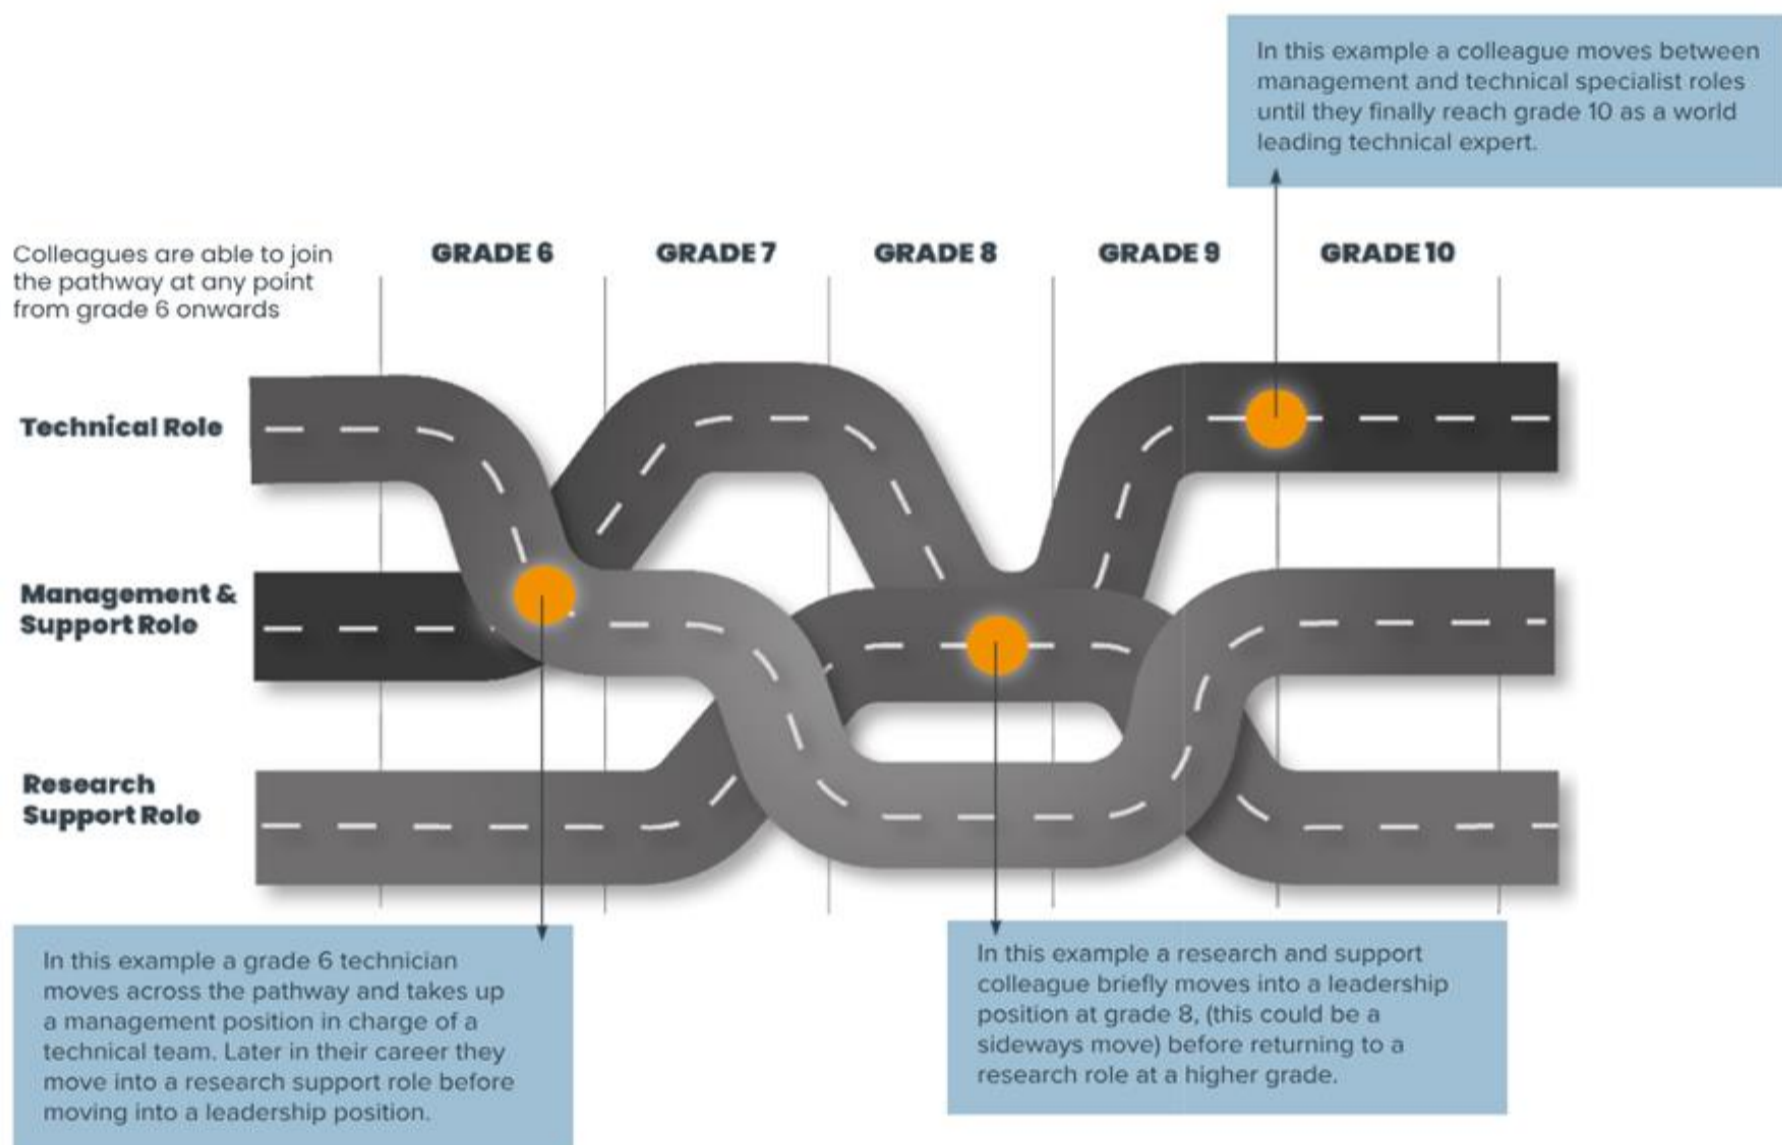 In this example a colleague moves between
management and technical specialist roles
until they finally reach grade 10 as a world
leading technical expert.
Colleagues are able to join
the pathway at any point
from grade 6 onwards
GRADE 6
GRADE 7
GRADE 8
GRADE 9
GRADE 10
Technical Role
Management &
Support Role
Research
Support Role
In this example a grade 6 technician
moves across the pathway and takes up
a management position in charge of a
technical team. Later in their career they
move into a research support role before
moving into a leadership position.
In this example a research and support
colleague briefly moves into a leadership
position at grade 8, (this could be a
sideways move) before returning to a
research role at a higher grade.